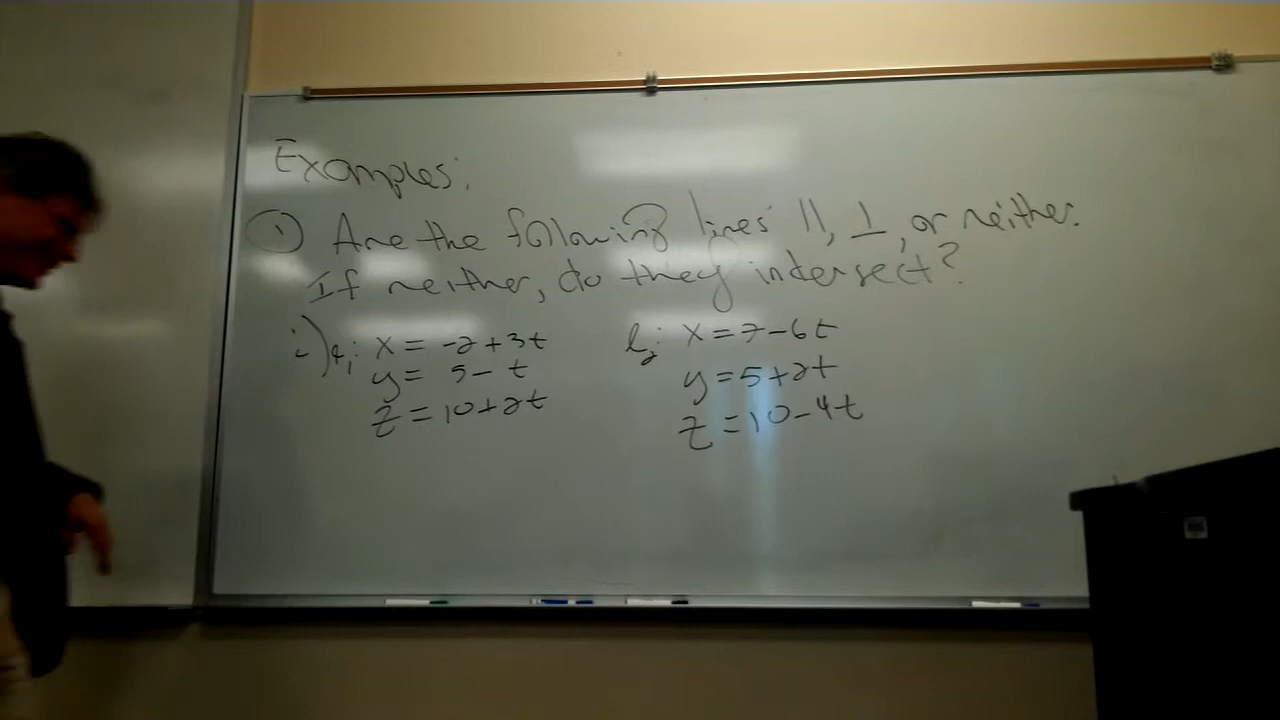 Examples:
① Are the following lines ||, ⊥, or neither.
If neither, do they intersect?
i) l₁: x = -2+3t
y = 5-t
z = 10+2t
l₂: x = 7-6t
y = 5+2t
z = 10-4t